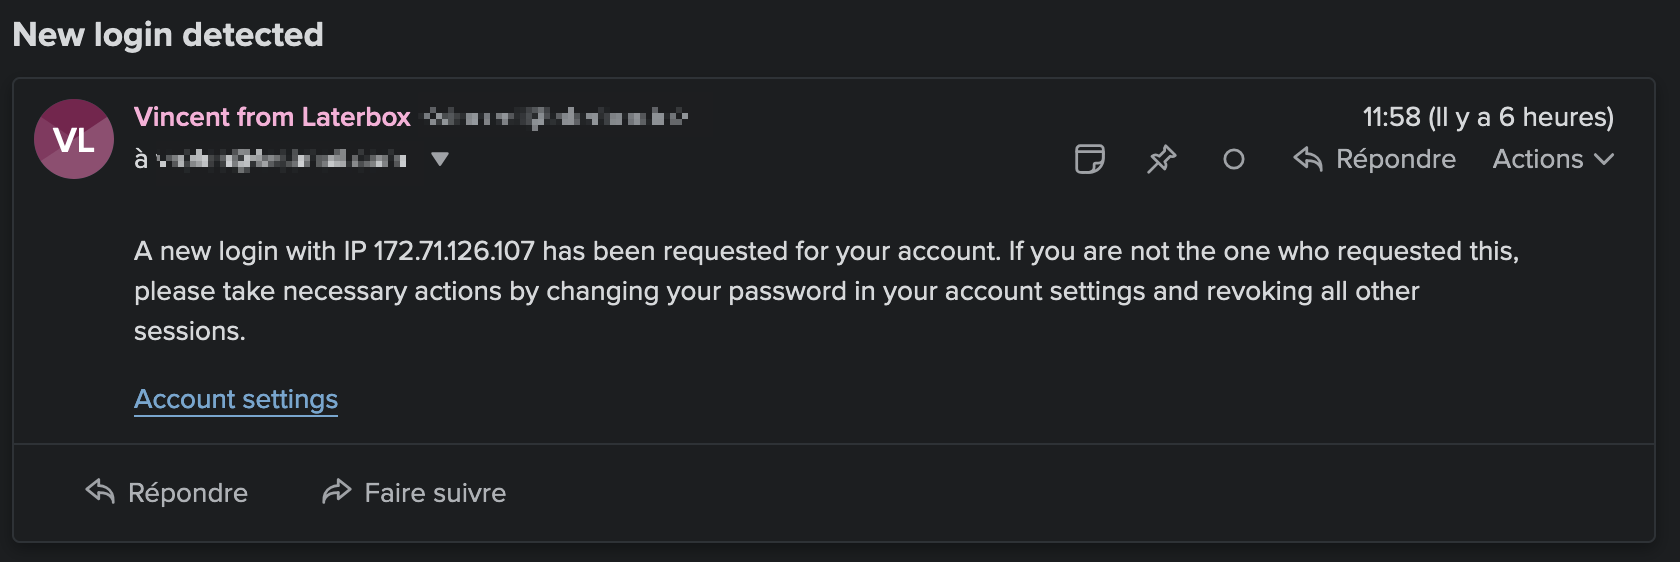 New login detected
VL
Vincent from Laterbox
11:58 (Il y a 6 heures)
à
Répondre
Actions
A new login with IP 172.71.126.107 has been requested for your account. If you are not the one who requested this,
please take necessary actions by changing your password in your account settings and revoking all other
sessions.
Account settings
Répondre
Faire suivre